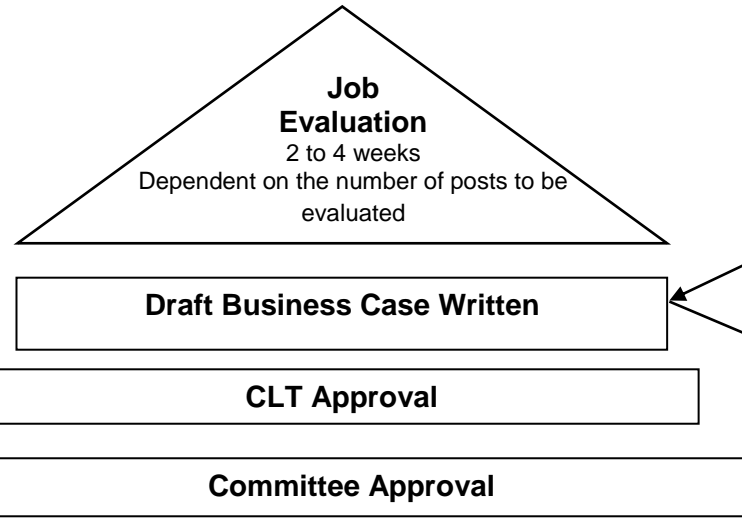 Job
Evaluation
2 to 4 weeks
Dependent on the number of posts to be
evaluated
Draft Business Case Written
CLT Approval
Committee Approval